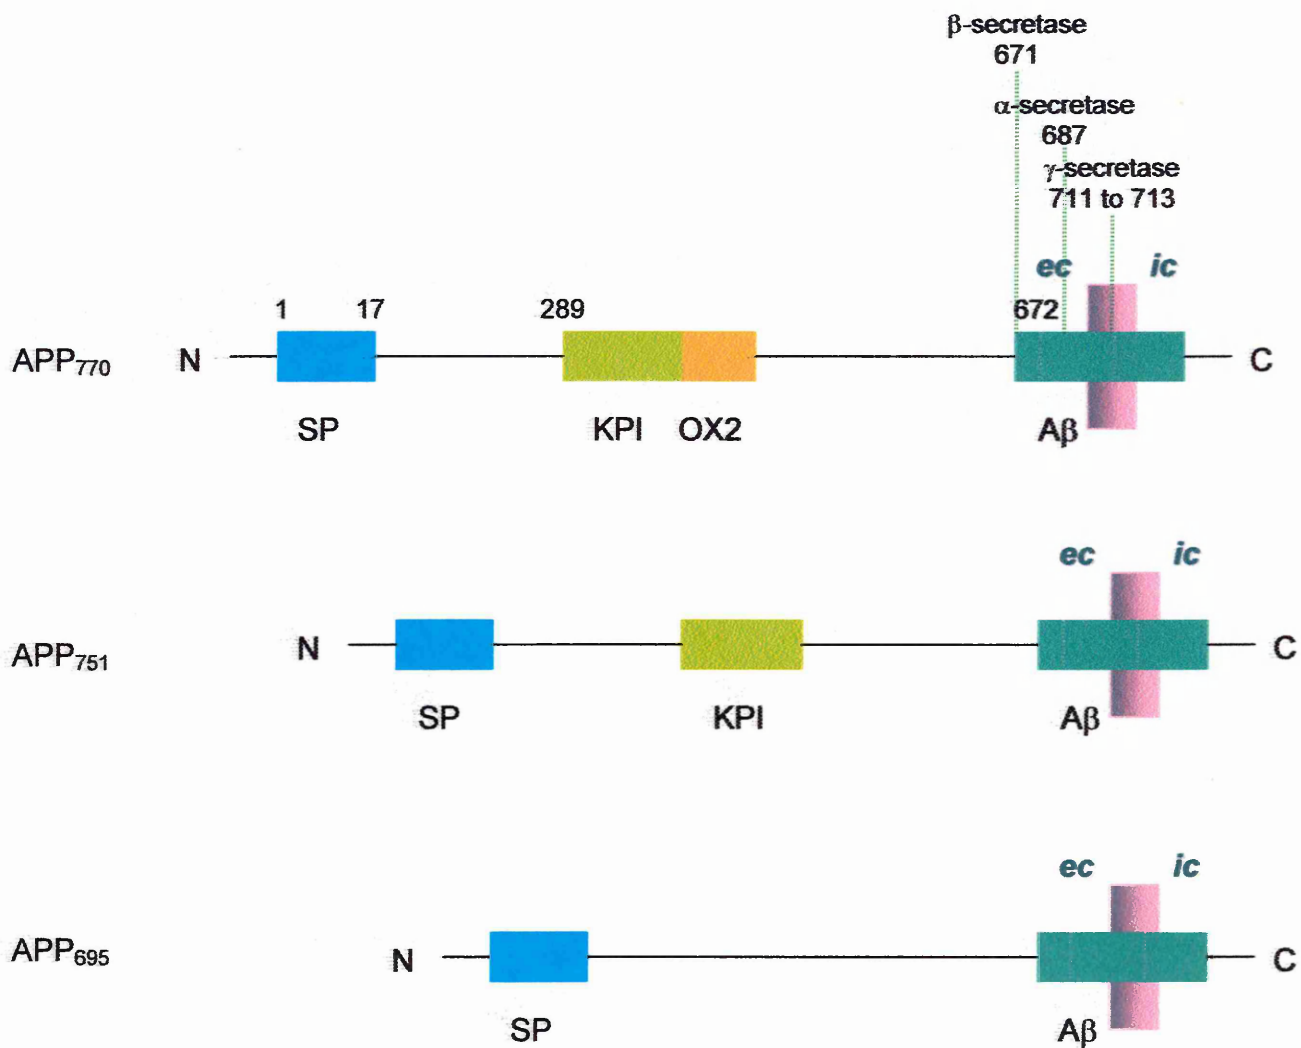 β-secretase
671
α-secretase
687
γ-secretase
711 to 713
ec ic
1 17 289 672
APP770 N C
SP KPI OX2 Aβ
ec ic
APP751 N C
SP KPI Aβ
ec ic
APP695 N C
SP Aβ